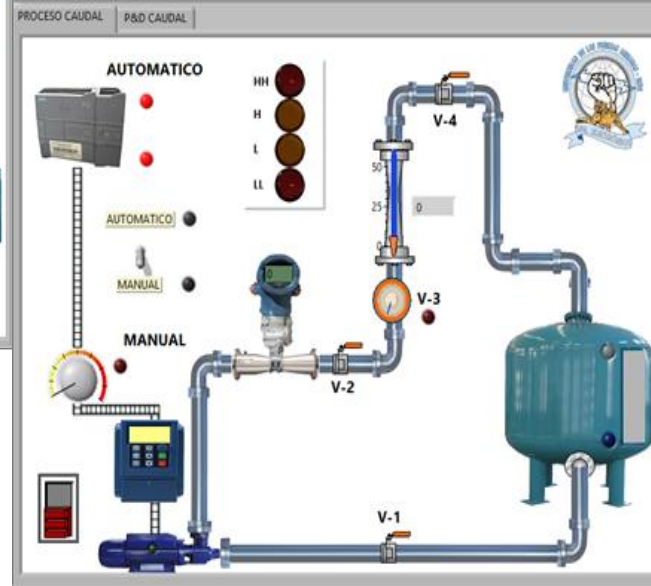 PROCESO CAUDAL
P&D CAUDAL
AUTOMATICO
HH
H
L
LL
V-4
50
25
0
0
AUTOMATICO
MANUAL
0
V-3
MANUAL
V-2
V-1